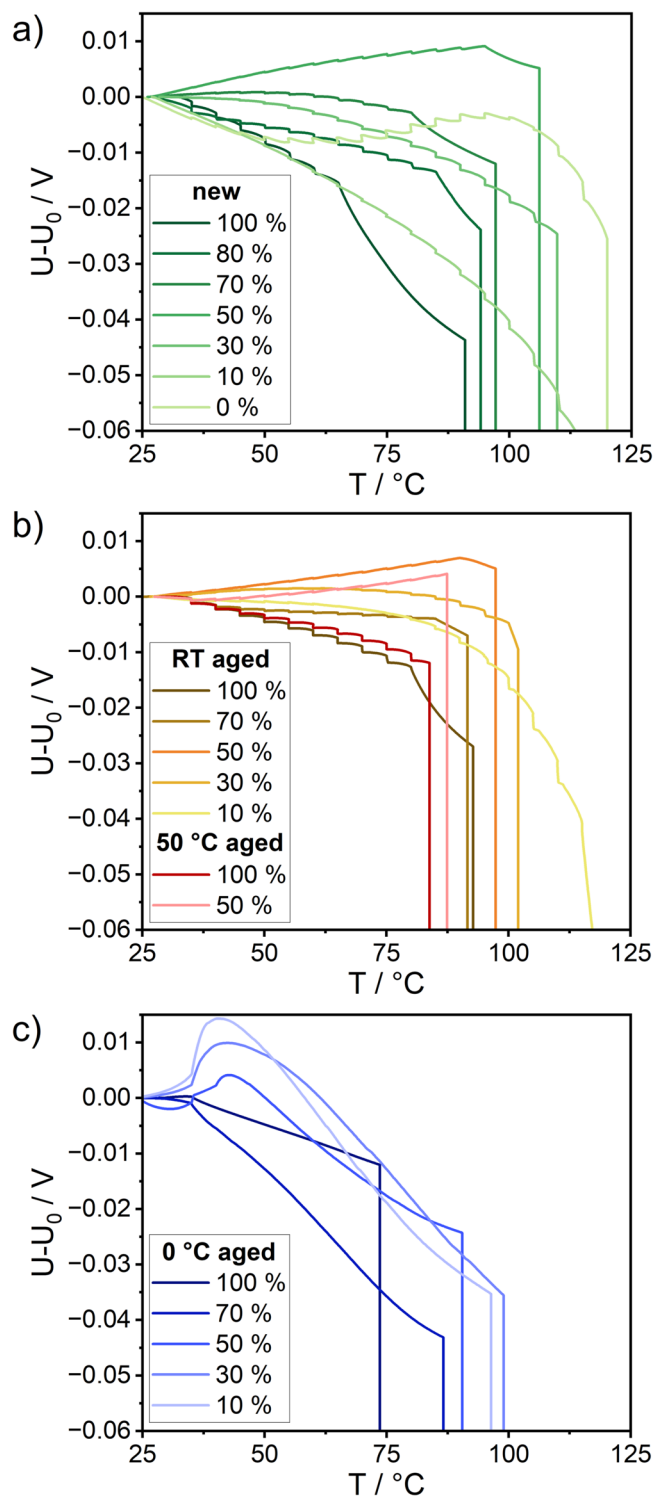 a)
0.01
0.00
−0.01
−0.02
−0.03
−0.04
−0.05
−0.06
U-U0 / V
new
100 %
80 %
70 %
50 %
30 %
10 %
0 %
25 50 75 100 125
T / °C
b)
0.01
0.00
−0.01
−0.02
−0.03
−0.04
−0.05
−0.06
U-U0 / V
RT aged
100 %
70 %
50 %
30 %
10 %
50 °C aged
100 %
50 %
25 50 75 100 125
T / °C
c)
0.01
0.00
−0.01
−0.02
−0.03
−0.04
−0.05
−0.06
U-U0 / V
0 °C aged
100 %
70 %
50 %
30 %
10 %
25 50 75 100 125
T / °C